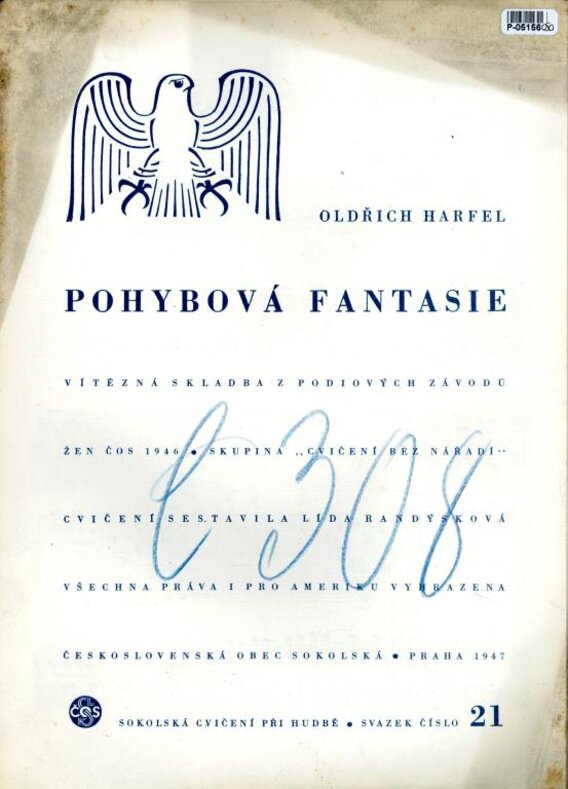 P-05156
OLDŘICH HARFEL
POHYBOVÁ FANTASIE
VÍTĚZNÁ SKLADBA Z PODIOVÝCH ZÁVODŮ
ŽEN ČOS 1946 • SKUPINA „CVIČENÍ BEZ NÁŘADÍ"
CVIČENÍ SESTAVILA LÍDA RANDÝSKOVÁ
VŠECHNA PRÁVA I PRO AMERIKU VYHRAZENA
ČESKOSLOVENSKÁ OBEC SOKOLSKÁ • PRAHA 1947
ČOS SOKOLSKÁ CVIČENÍ PŘI HUDBĚ • SVAZEK ČÍSLO 21
308